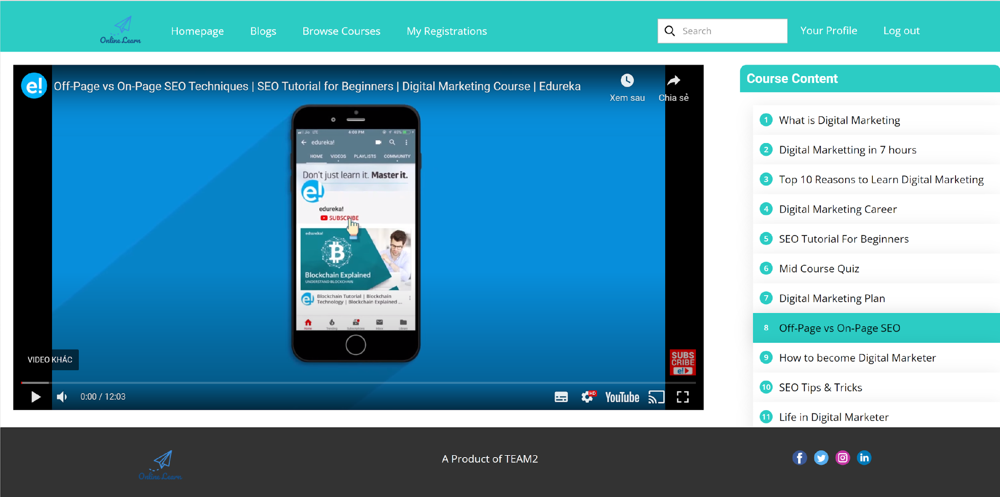 Online Learn
Homepage
Blogs
Browse Courses
My Registrations
Search
Your Profile
Log out
e!
Off-Page vs On-Page SEO Techniques | SEO Tutorial for Beginners | Digital Marketing Course | Edureka
Xem sau
Chia sẻ
Jio LTE
4:00 PM
45%
edureka!
HOME
VIDEOS
PLAYLISTS
COMMUNITY
Don't just learn it. Master it.
e!
edureka!
SUBSCRIBE
edureka!
B
Blockchain Explained
UNDERSTAND BLOCKCHAIN
e!
Blockchain Tutorial | Blockchain
Technology | Blockchain Explained ...
Home
Trending
Subscriptions
Inbox
Library
VIDEO KHÁC
SUBS
CRIBE
e!
0:00 / 12:03
HD
YouTube
Course Content
1 What is Digital Marketing
2 Digital Marketting in 7 hours
3 Top 10 Reasons to Learn Digital Marketing
4 Digital Marketing Career
5 SEO Tutorial For Beginners
6 Mid Course Quiz
7 Digital Marketing Plan
8 Off-Page vs On-Page SEO
9 How to become Digital Marketer
10 SEO Tips & Tricks
11 Life in Digital Marketer
Online Learn
A Product of TEAM2
f
in